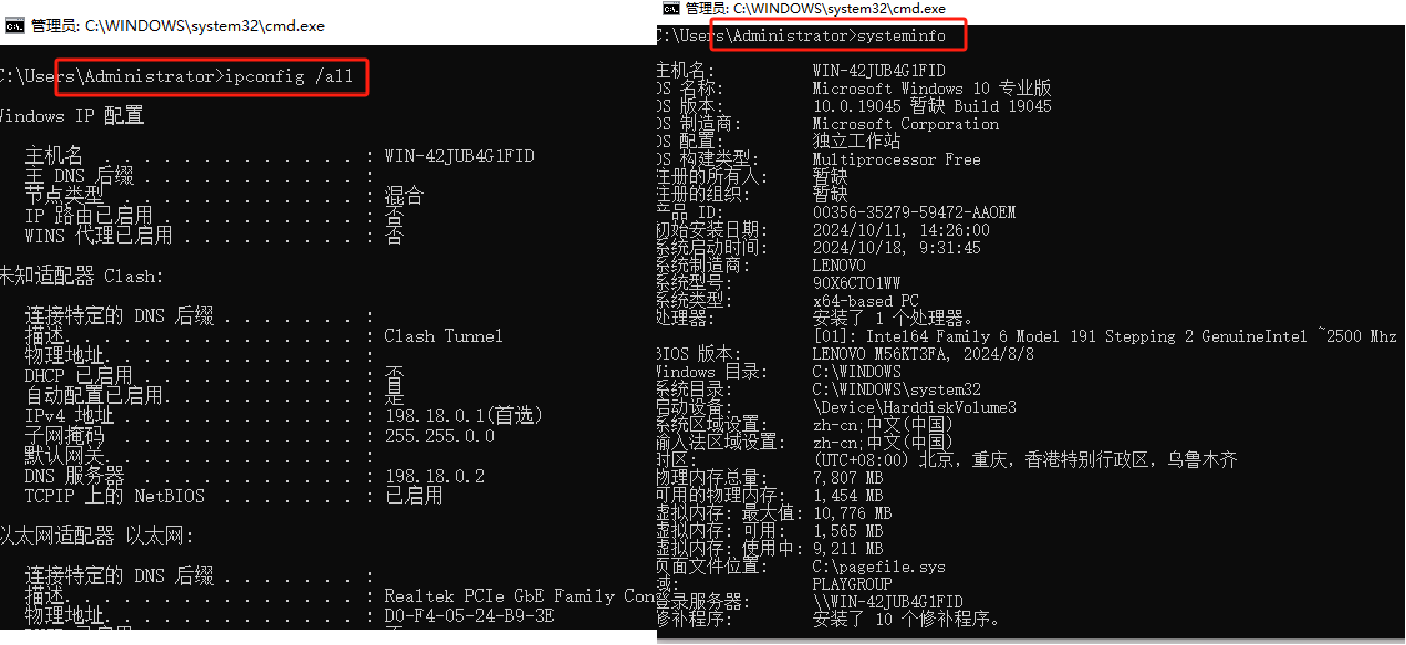 管理员: C:\WINDOWS\system32\cmd.exe
C:\Users\Administrator>ipconfig /all
Windows IP 配置
主机名 . . . . . . . . . . . . . : WIN-42JUB4G1FID
主 DNS 后缀 . . . . . . . . . . . :
节点类型 . . . . . . . . . . . . : 混合
IP 路由已启用 . . . . . . . . . . : 否
WINS 代理已启用 . . . . . . . . . : 否
未知适配器 Clash:
连接特定的 DNS 后缀 . . . . . . . :
描述. . . . . . . . . . . . . . . : Clash Tunnel
物理地址. . . . . . . . . . . . . :
DHCP 已启用 . . . . . . . . . . . : 否
自动配置已启用. . . . . . . . . . : 是
IPv4 地址 . . . . . . . . . . . . : 198.18.0.1(首选)
子网掩码 . . . . . . . . . . . . : 255.255.0.0
默认网关. . . . . . . . . . . . . :
DNS 服务器 . . . . . . . . . . . : 198.18.0.2
TCPIP 上的 NetBIOS . . . . . . . : 已启用
以太网适配器 以太网:
连接特定的 DNS 后缀 . . . . . . . :
描述. . . . . . . . . . . . . . . : Realtek PCIe GbE Family Con
物理地址. . . . . . . . . . . . . : D0-F4-05-24-B9-3E
管理员: C:\WINDOWS\system32\cmd.exe
C:\Users\Administrator>systeminfo
主机名: WIN-42JUB4G1FID
OS 名称: Microsoft Windows 10 专业版
OS 版本: 10.0.19045 暂缺 Build 19045
OS 制造商: Microsoft Corporation
OS 配置: 独立工作站
OS 构建类型: Multiprocessor Free
注册的所有人: 暂缺
注册的组织: 暂缺
产品 ID: 00356-35279-59472-AAOEM
初始安装日期: 2024/10/11, 14:26:00
系统启动时间: 2024/10/18, 9:31:45
系统制造商: LENOVO
系统型号: 90X6CTO1WW
系统类型: x64-based PC
处理器: 安装了 1 个处理器。
[01]: Intel64 Family 6 Model 191 Stepping 2 GenuineIntel ~2500 Mhz
BIOS 版本: LENOVO M56KT3FA, 2024/8/8
Windows 目录: C:\WINDOWS
系统目录: C:\WINDOWS\system32
启动设备: \Device\HarddiskVolume3
系统区域设置: zh-cn;中文(中国)
输入法区域设置: zh-cn;中文(中国)
时区: (UTC+08:00) 北京，重庆，香港特别行政区，乌鲁木齐
物理内存总量: 7,807 MB
可用的物理内存: 1,454 MB
虚拟内存: 最大值: 10,776 MB
虚拟内存: 可用: 1,565 MB
虚拟内存: 使用中: 9,211 MB
页面文件位置: C:\pagefile.sys
域: PLAYGROUP
登录服务器: \\WIN-42JUB4G1FID
修补程序: 安装了 10 个修补程序。